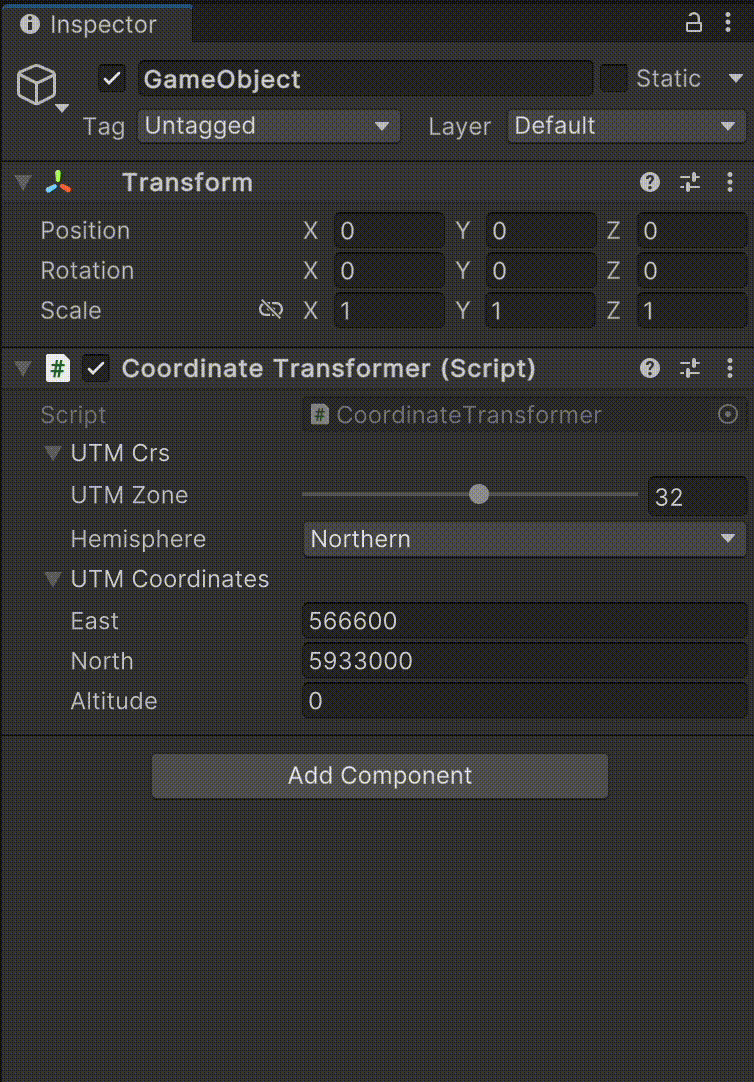 Inspector
GameObject Static
Tag Untagged Layer Default
Transform
Position X 0 Y 0 Z 0
Rotation X 0 Y 0 Z 0
Scale X 1 Y 1 Z 1
# Coordinate Transformer (Script)
Script # CoordinateTransformer
UTM Crs
UTM Zone 32
Hemisphere Northern
UTM Coordinates
East 566600
North 5933000
Altitude 0
Add Component